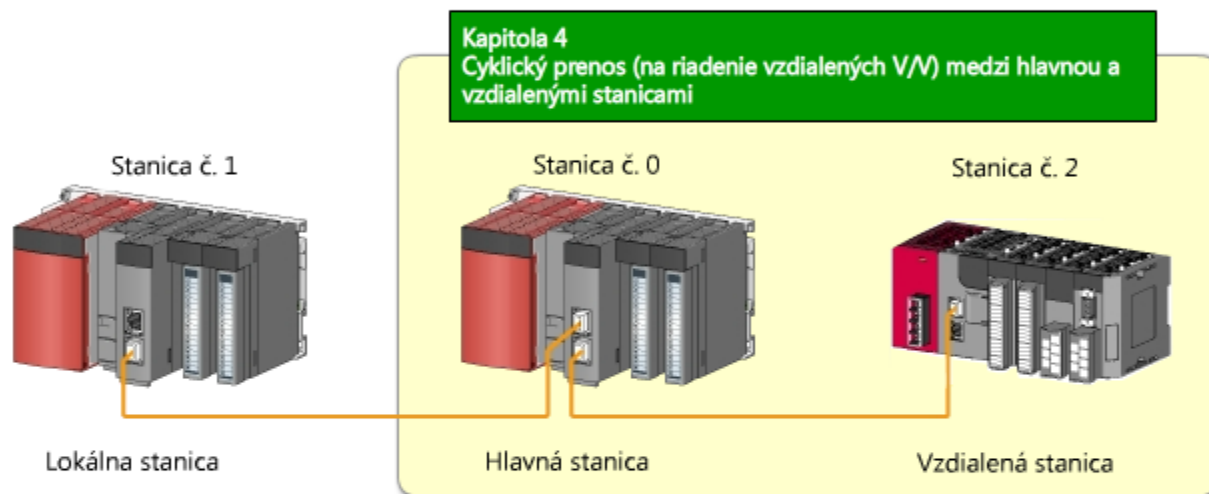 Kapitola 4
Cyklický prenos (na riadenie vzdialených V/V) medzi hlavnou a
vzdialenými stanicami
Stanica č. 1
Stanica č. 0
Stanica č. 2
Lokálna stanica
Hlavná stanica
Vzdialená stanica